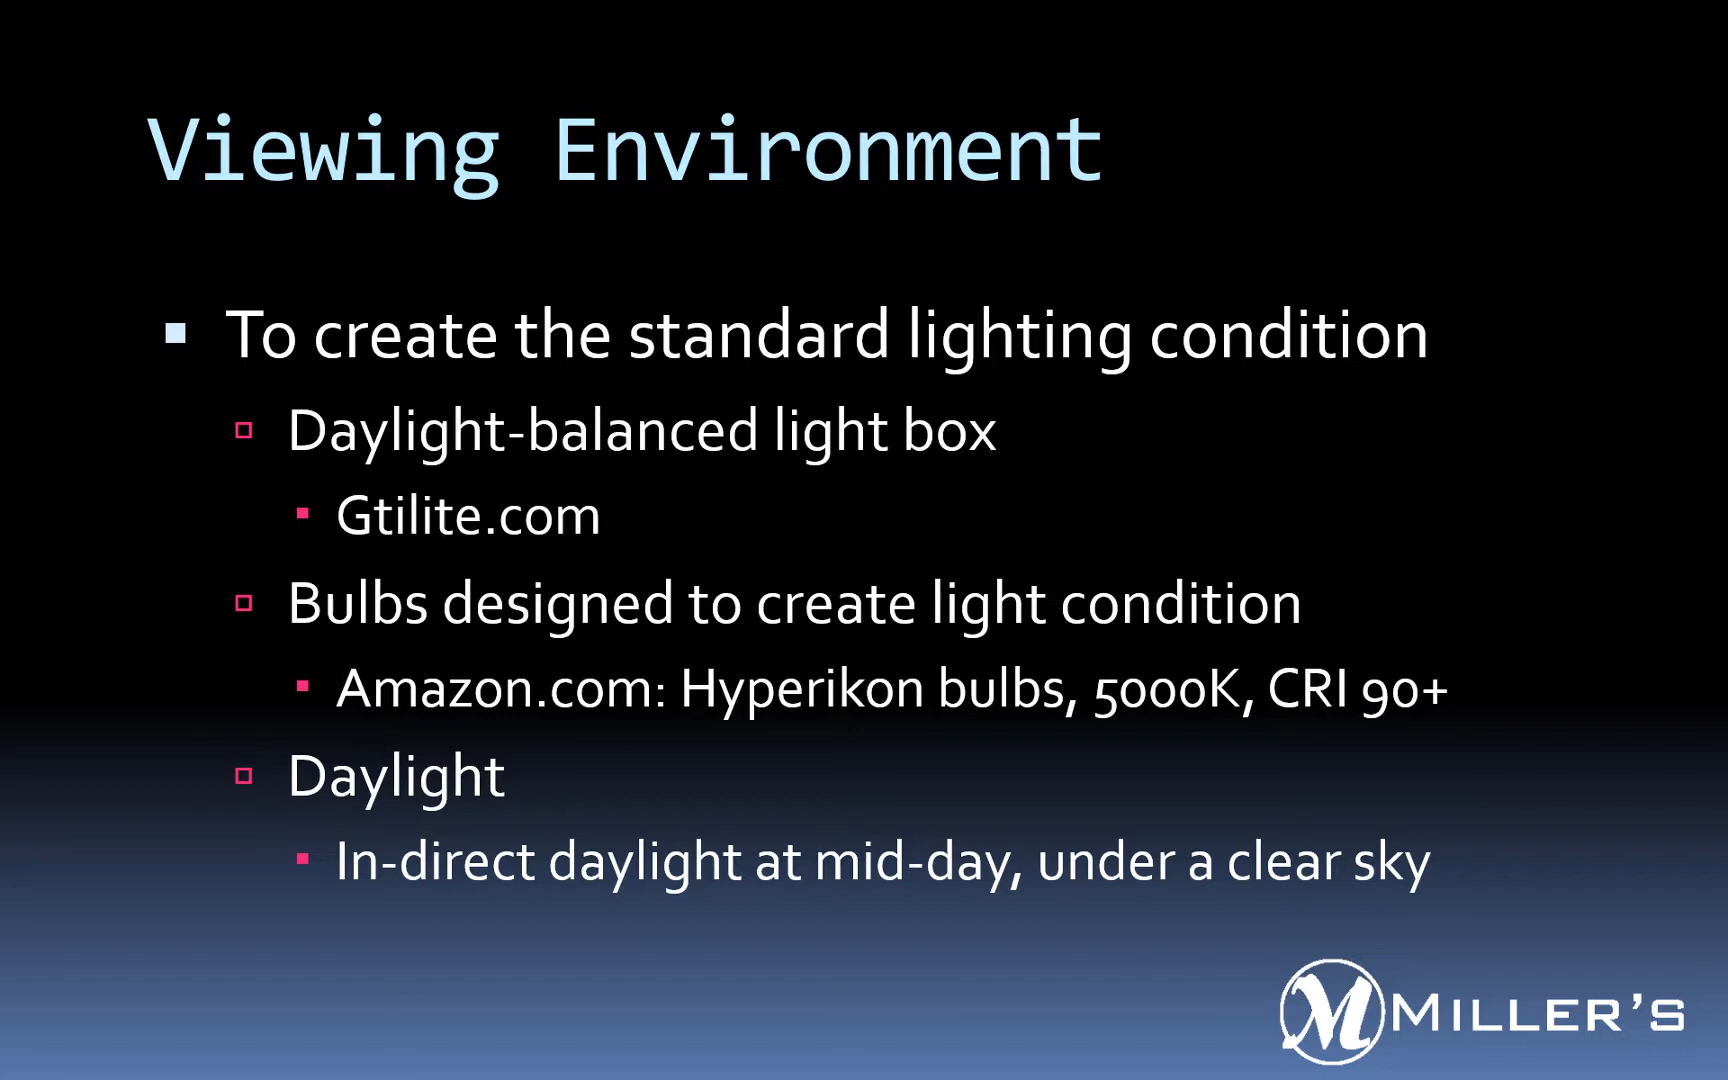 Viewing Environment
To create the standard lighting condition
Daylight-balanced light box
Gtilite.com
Bulbs designed to create light condition
Amazon.com: Hyperikon bulbs, 5000K, CRI 90+
Daylight
In-direct daylight at mid-day, under a clear sky
M MILLER'S